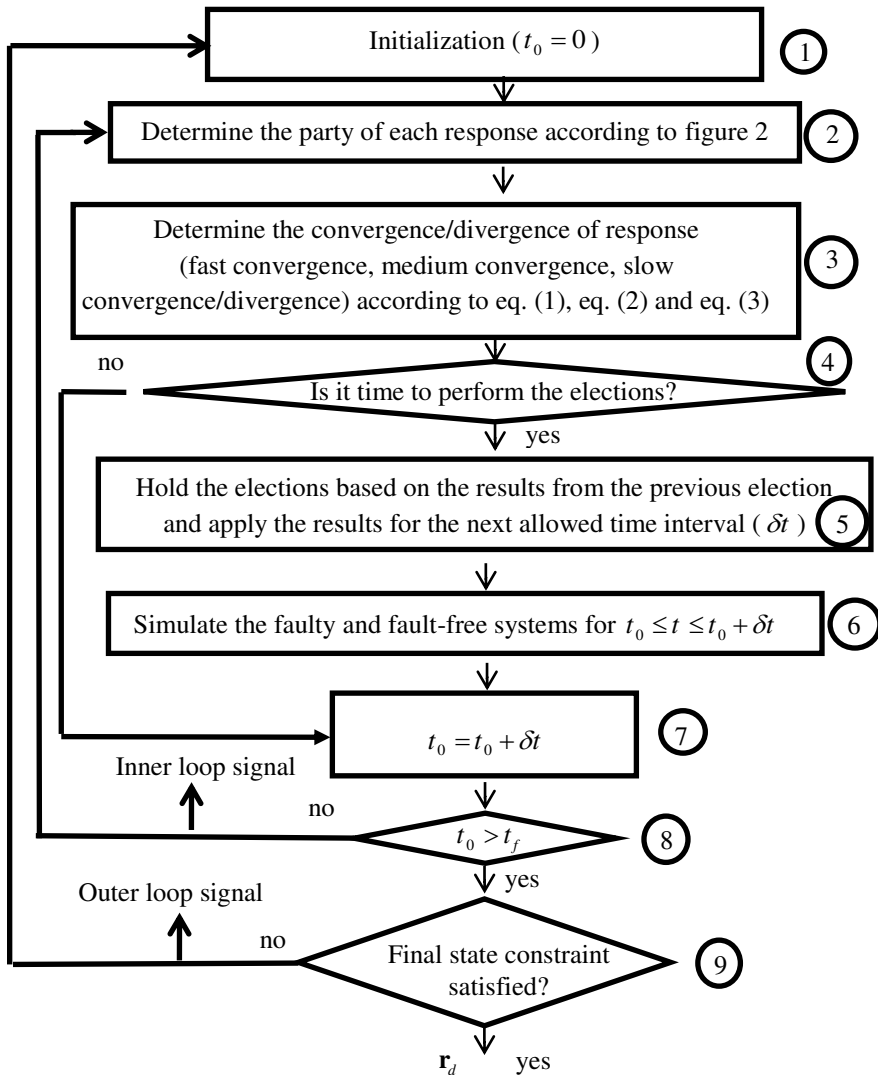 Initialization ( t₀ = 0 )
1
Determine the party of each response according to figure 2
2
Determine the convergence/divergence of response
(fast convergence, medium convergence, slow
convergence/divergence) according to eq. (1), eq. (2) and eq. (3)
3
no
4
Is it time to perform the elections?
yes
Hold the elections based on the results from the previous election
and apply the results for the next allowed time interval ( δt )
5
Simulate the faulty and fault-free systems for t₀ ≤ t ≤ t₀ + δt
6
t₀ = t₀ + δt
7
Inner loop signal
no
t₀ > t_f
8
yes
Outer loop signal
no
Final state constraint
satisfied?
9
r_d yes